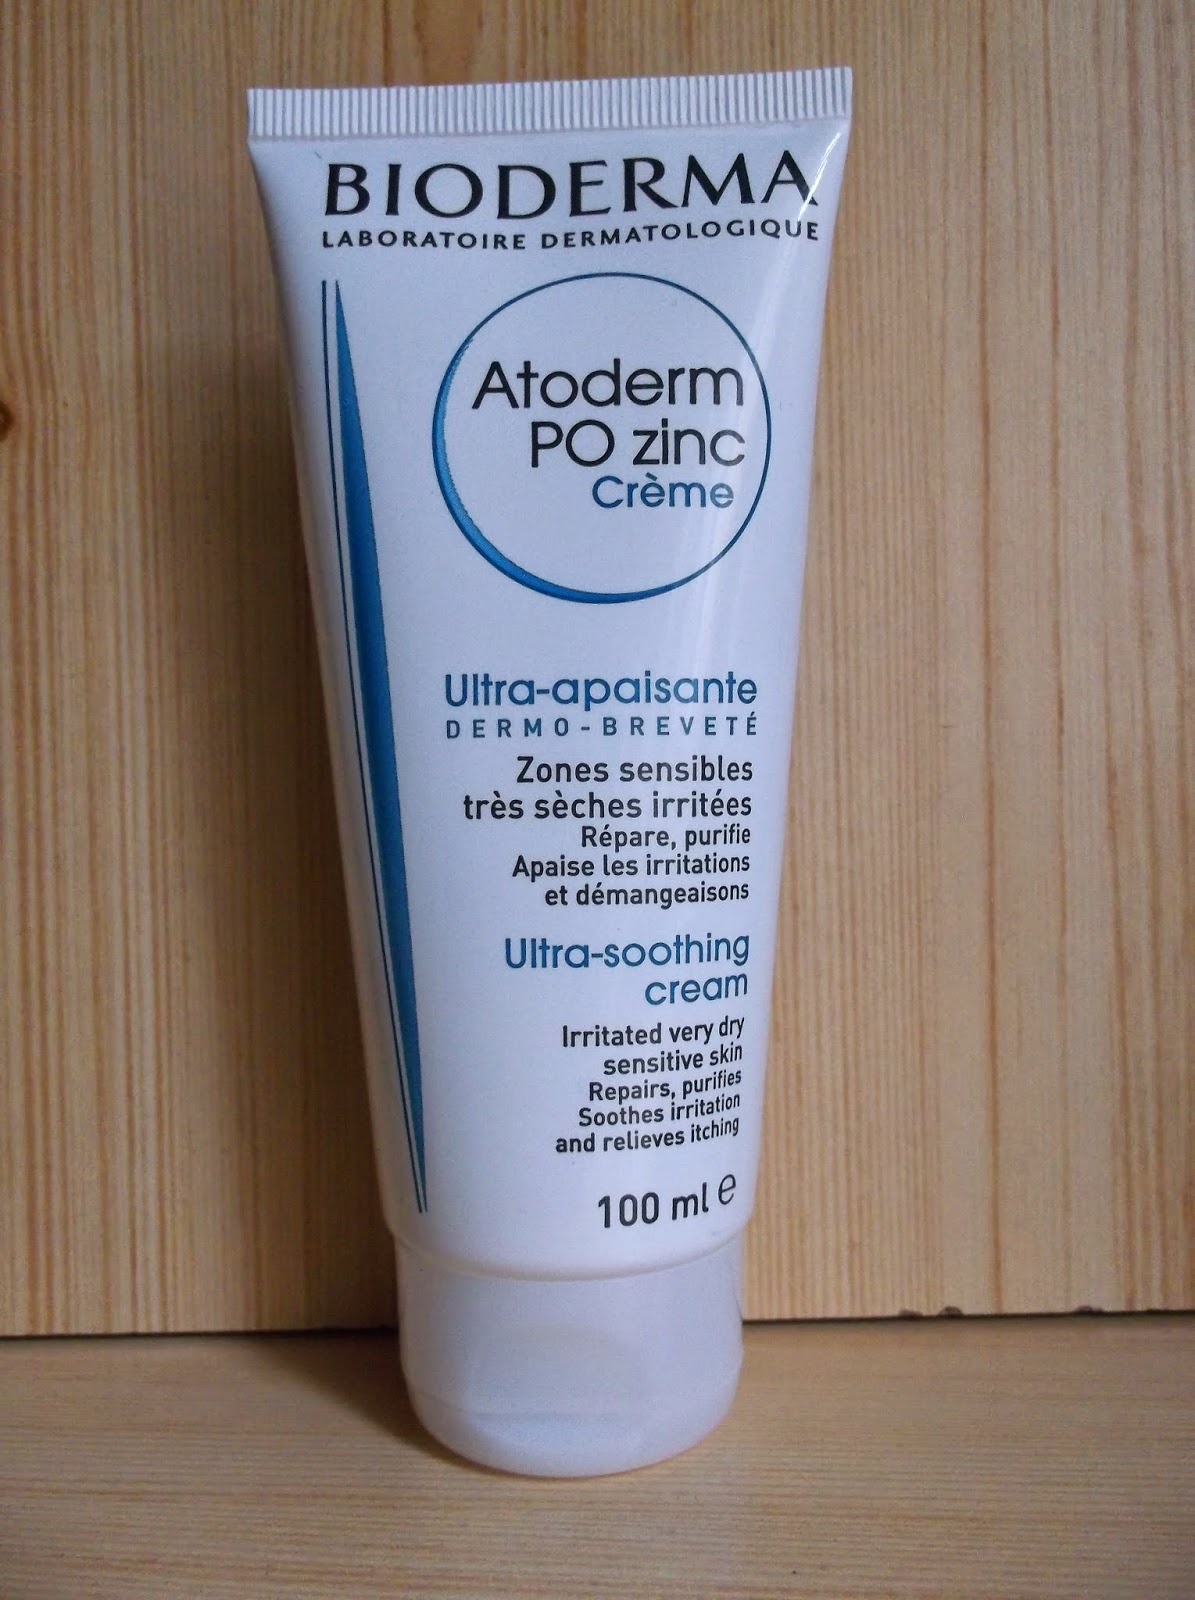 BIODERMA
LABORATOIRE DERMATOLOGIQUE
Atoderm
PO zinc
Crème
Ultra-apaisante
DERMO-BREVETÉ
Zones sensibles
très sèches irritées
Répare, purifie
Apaise les irritations
et démangeaisons
Ultra-soothing
cream
Irritated very dry
sensitive skin
Repairs, purifies
Soothes irritation
and relieves itching
100 ml e